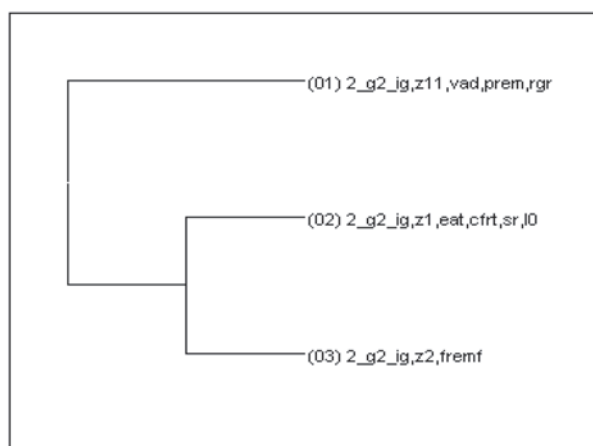 (01) 2_g2_ig,z11,vad,prem,rgr
(02) 2_g2_ig,z1,eat,cfrt,sr,l0
(03) 2_g2_ig,z2,fremf